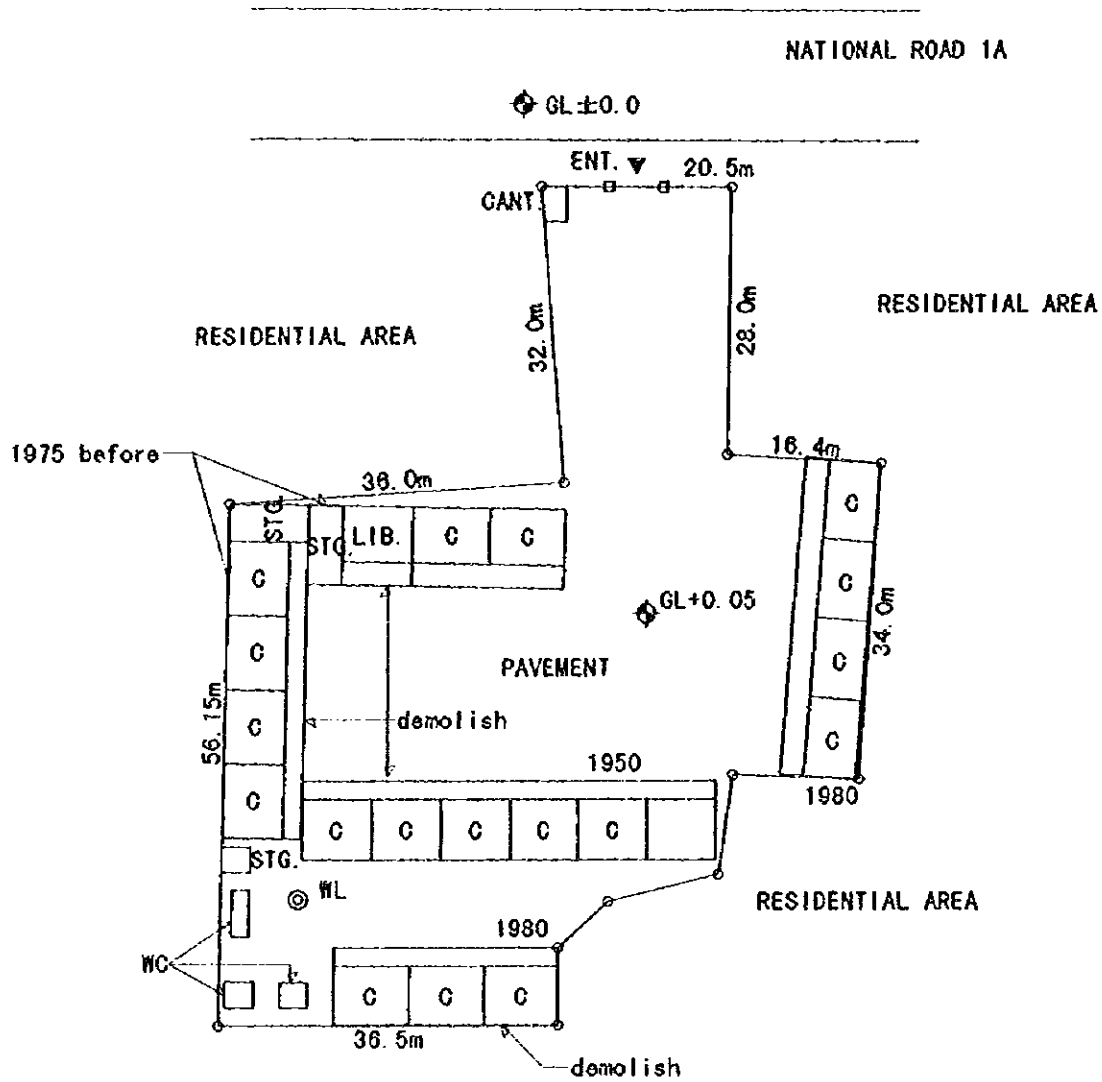 NATIONAL ROAD 1A
GL±0.0
ENT.
20.5m
CANT.
32.0m
28.0m
RESIDENTIAL AREA
RESIDENTIAL AREA
1975 before
36.0m
16.4m
STG.
STG.
LIB.
C
C
C
C
C
C
C
C
C
C
GL+0.05
34.0m
PAVEMENT
56.15m
demolish
1950
1980
C
C
C
C
C
STG.
WL
RESIDENTIAL AREA
1980
WC
C
C
C
36.5m
demolish